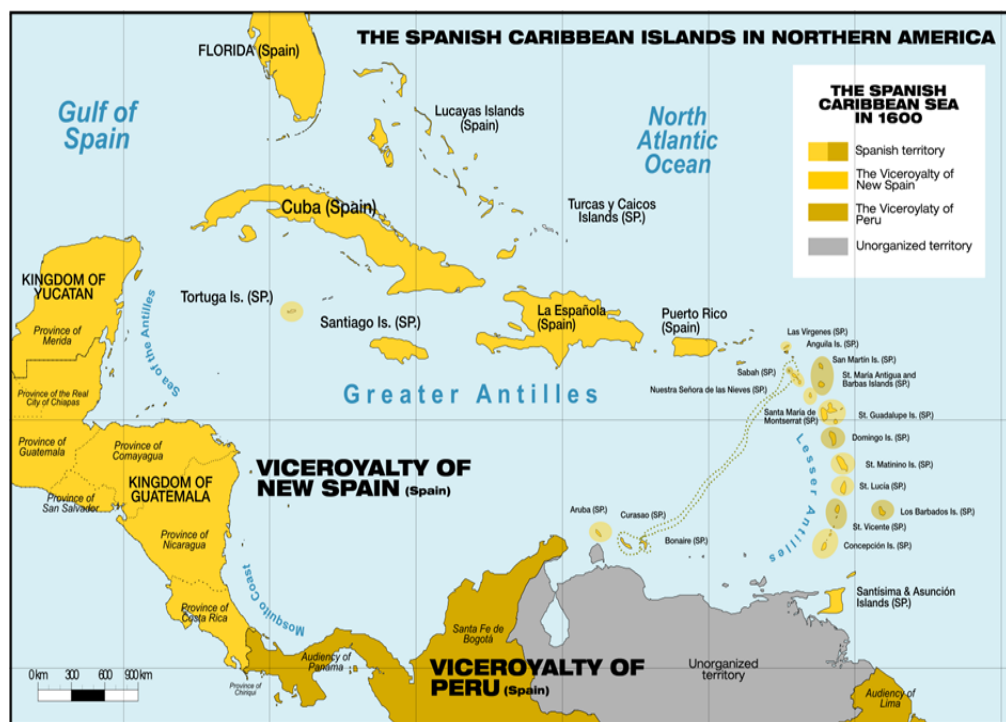 THE SPANISH CARIBBEAN ISLANDS IN NORTHERN AMERICA
FLORIDA (Spain)
Gulf of
Spain
Lucayas Islands
(Spain)
North
Atlantic
Ocean
THE SPANISH
CARIBBEAN SEA
IN 1600
Spanish territory
The Viceroyalty of
New Spain
The Viceroylaty of
Peru
Unorganized territory
Cuba (Spain)
Turcas y Caicos
Islands (SP.)
KINGDOM OF
YUCATAN
Province of
Merida
Sea of the Antilles
Tortuga Is. (SP.)
Santiago Is. (SP.)
La Española
(Spain)
Puerto Rico
(Spain)
Las Virgenes (SP.)
Anguila Is. (SP.)
San Martín Is. (SP.)
Sabah (SP.)
St. María Antigua and
Barbas Islands (SP.)
Nuestra Señora de las Nieves (SP.)
Province of the Real
City of Chiapas
Greater Antilles
Santa María de
Montserrat (SP.)
St. Guadalupe Is. (SP.)
Domingo Is. (SP.)
Lesser Antilles
St. Matinino Is. (SP.)
St. Lucía (SP.)
Los Barbados Is. (SP.)
St. Vicente (SP.)
Concepción Is. (SP.)
Province of
Guatemala
Province of
Comayagua
KINGDOM OF
GUATEMALA
Province of
San Salvador
VICEROYALTY OF
NEW SPAIN (Spain)
Province of
Nicaragua
Aruba (SP.)
Curasao (SP.)
Bonaire (SP.)
Mosquito Coast
Province of
Costa Rica
Santísima & Asunción
Islands (SP.)
Santa Fe de
Bogotá
Audiency of
Panama
Province of
Chiriqui
VICEROYALTY OF
PERU (Spain)
Unorganized
territory
Audiency of
Lima
0km 300 600 900km